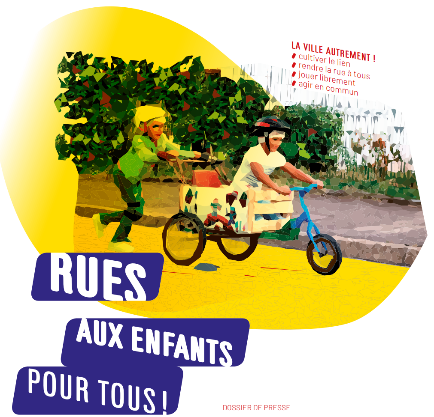 LA VILLE AUTREMENT !
cultiver le lien
rendre la rue à tous
jouer librement
agir en commun
RUES
AUX ENFANTS
POUR TOUS !
DOSSIER DE PRESSE